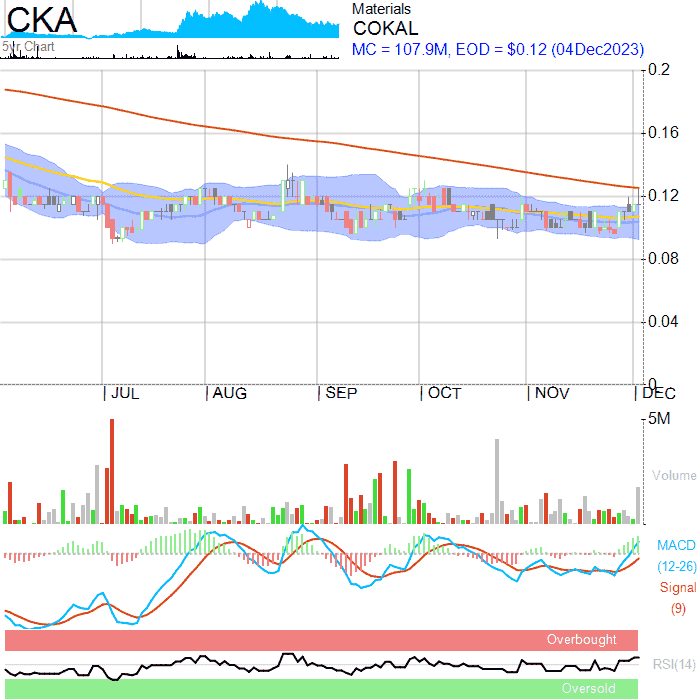 CKA
5yr Chart
Materials
COKAL
MC = 107.9M, EOD = $0.12 (04Dec2023)
0.2
0.16
0.12
0.08
0.04
0
JUL AUG SEP OCT NOV DEC
5M
Volume
MACD
(12-26)
Signal
(9)
Overbought
RSI(14)
Oversold